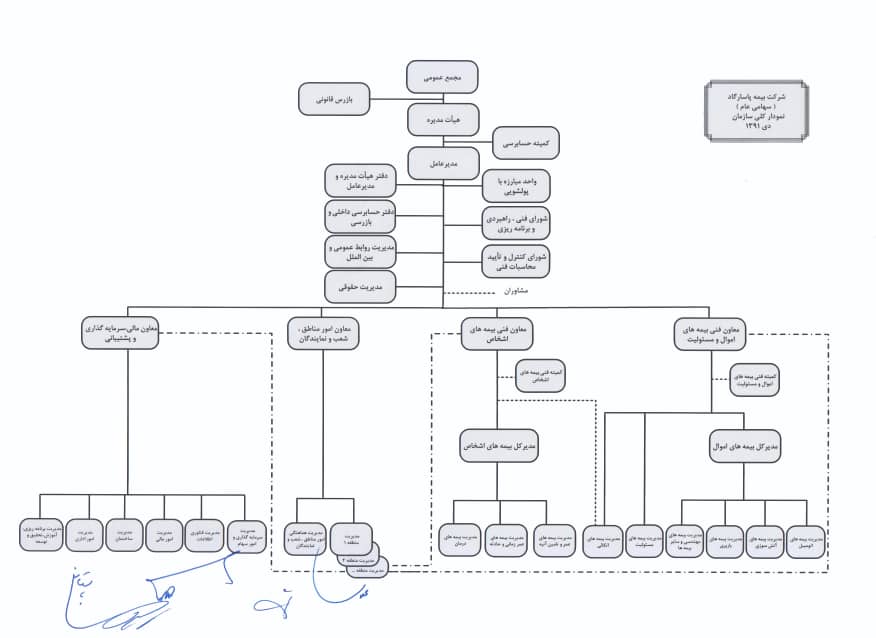 شرکت بیمه پاسارگاد
( سهامی عام )
نمودار کلی سازمان
دی ۱۳۹۱
مجمع عمومی
بازرس قانونی
هیأت مدیره
کمیته حسابرسی
مدیرعامل
واحد مبارزه با
پولشویی
دفتر هیأت مدیره و
مدیرعامل
شورای فنی ، راهبردی
و برنامه ریزی
دفتر حسابرسی داخلی و
بازرسی
شورای کنترل و تأیید
محاسبات فنی
مدیریت روابط عمومی و
بین الملل
مدیریت حقوقی
مشاوران
معاون فنی بیمه های
اموال و مسئولیت
معاون فنی بیمه های
اشخاص
معاون امور مناطق ،
شعب و نمایندگان
معاون مالی،سرمایه گذاری
و پشتیبانی
کمیته فنی بیمه های
اموال و مسئولیت
کمیته فنی بیمه های
اشخاص
مدیرکل بیمه های اموال
مدیرکل بیمه های اشخاص
مدیریت بیمه های
اتومبیل
مدیریت بیمه های
آتش سوزی
مدیریت بیمه های
باربری
مدیریت بیمه های
مهندسی و سایر
بیمه ها
مدیریت بیمه های
مسئولیت
مدیریت بیمه های
اتکائی
مدیریت بیمه های
عمر و تامین آتیه
مدیریت بیمه های
عمر زمانی و حادثه
مدیریت بیمه های
درمان
مدیریت
منطقه ۱
مدیریت منطقه ۲
مدیریت منطقه ...
مدیریت هماهنگی
امور مناطق ، شعب و
نمایندگان
مدیریت
سرمایه گذاری و
امور سهام
مدیریت فناوری
اطلاعات
مدیریت
امور مالی
مدیریت
ساختمان
مدیریت
امور اداری
مدیریت برنامه ریزی،
آموزش،تحقیق و
توسعه